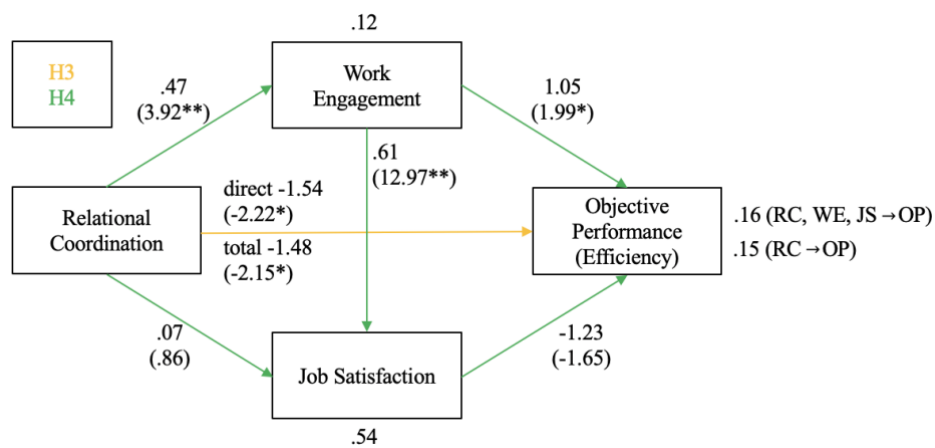 .12
H3
H4
Work
Engagement
.47
(3.92**)
1.05
(1.99*)
.61
(12.97**)
direct -1.54
(-2.22*)
Relational
Coordination
total -1.48
(-2.15*)
Objective
Performance
(Efficiency)
.16 (RC, WE, JS →OP)
.15 (RC →OP)
.07
(.86)
Job Satisfaction
-1.23
(-1.65)
.54